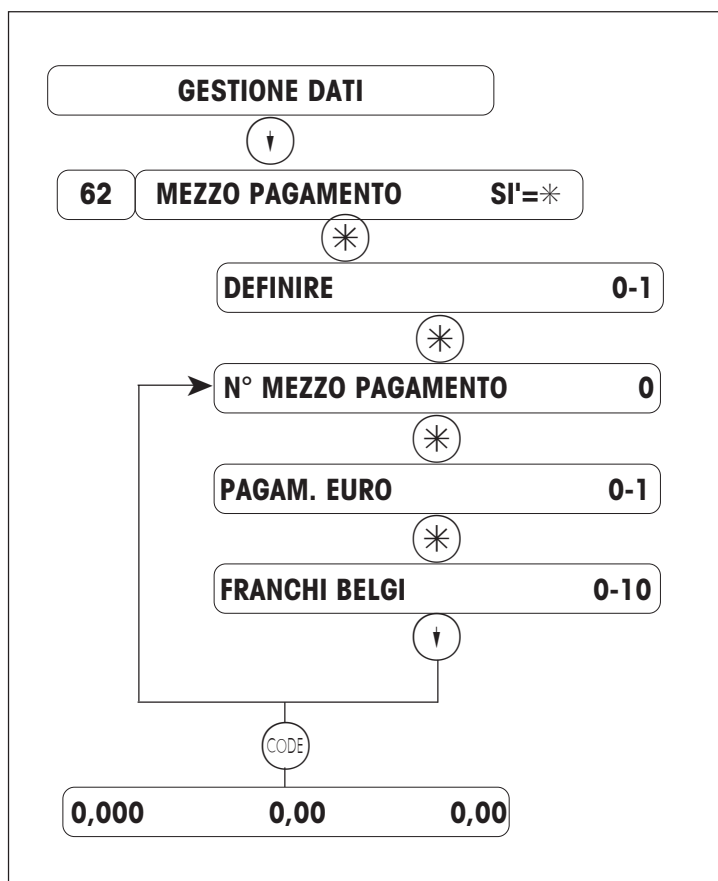 GESTIONE DATI
62 MEZZO PAGAMENTO SI'=✳
DEFINIRE 0-1
N° MEZZO PAGAMENTO 0
PAGAM. EURO 0-1
FRANCHI BELGI 0-10
CODE
0,000 0,00 0,00